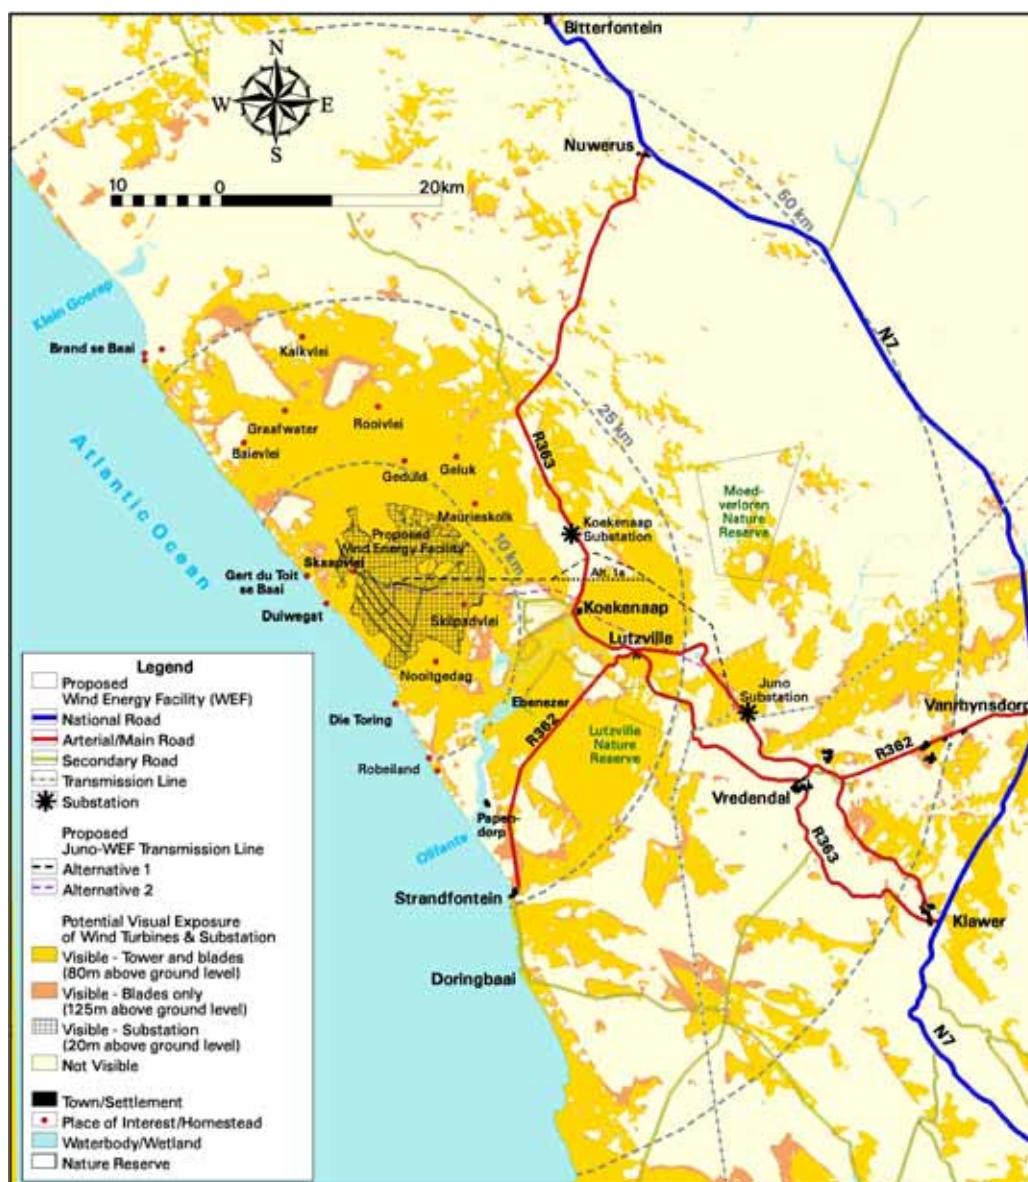 Bitterfontein
N
W
E
S
Nuwerus
10
0
20km
50 km
Klein Goerap
N7
Brand se Baai
Kalkvlei
Graafwater
Rooivlei
Baievlei
25 km
R363
Geduld
Geluk
Atlantic Ocean
Maurieskolk
Moed-
verloren
Nature
Reserve
Koekenaap
Substation
Proposed
Wind Energy Facility
10 km
Skaapvlei
Alt. 1a
Gert du Toit
se Baai
Duiwegat
Skilpadvlei
Koekenaap
Lutzville
Nooitgedag
Juno
Substation
Ebenezer
Vanrhynsdorp
Die Toring
R362
Lutzville
Nature
Reserve
R362
Robeiland
Vredendal
Papen-
dorp
R363
Olifants
Strandfontein
Klawer
Doringbaai
N7
Legend
Proposed
Wind Energy Facility (WEF)
National Road
Arterial/Main Road
Secondary Road
Transmission Line
Substation
Proposed
Juno-WEF Transmission Line
Alternative 1
Alternative 2
Potential Visual Exposure
of Wind Turbines & Substation
Visible - Tower and blades
(80m above ground level)
Visible - Blades only
(125m above ground level)
Visible - Substation
(20m above ground level)
Not Visible
Town/Settlement
Place of Interest/Homestead
Waterbody/Wetland
Nature Reserve